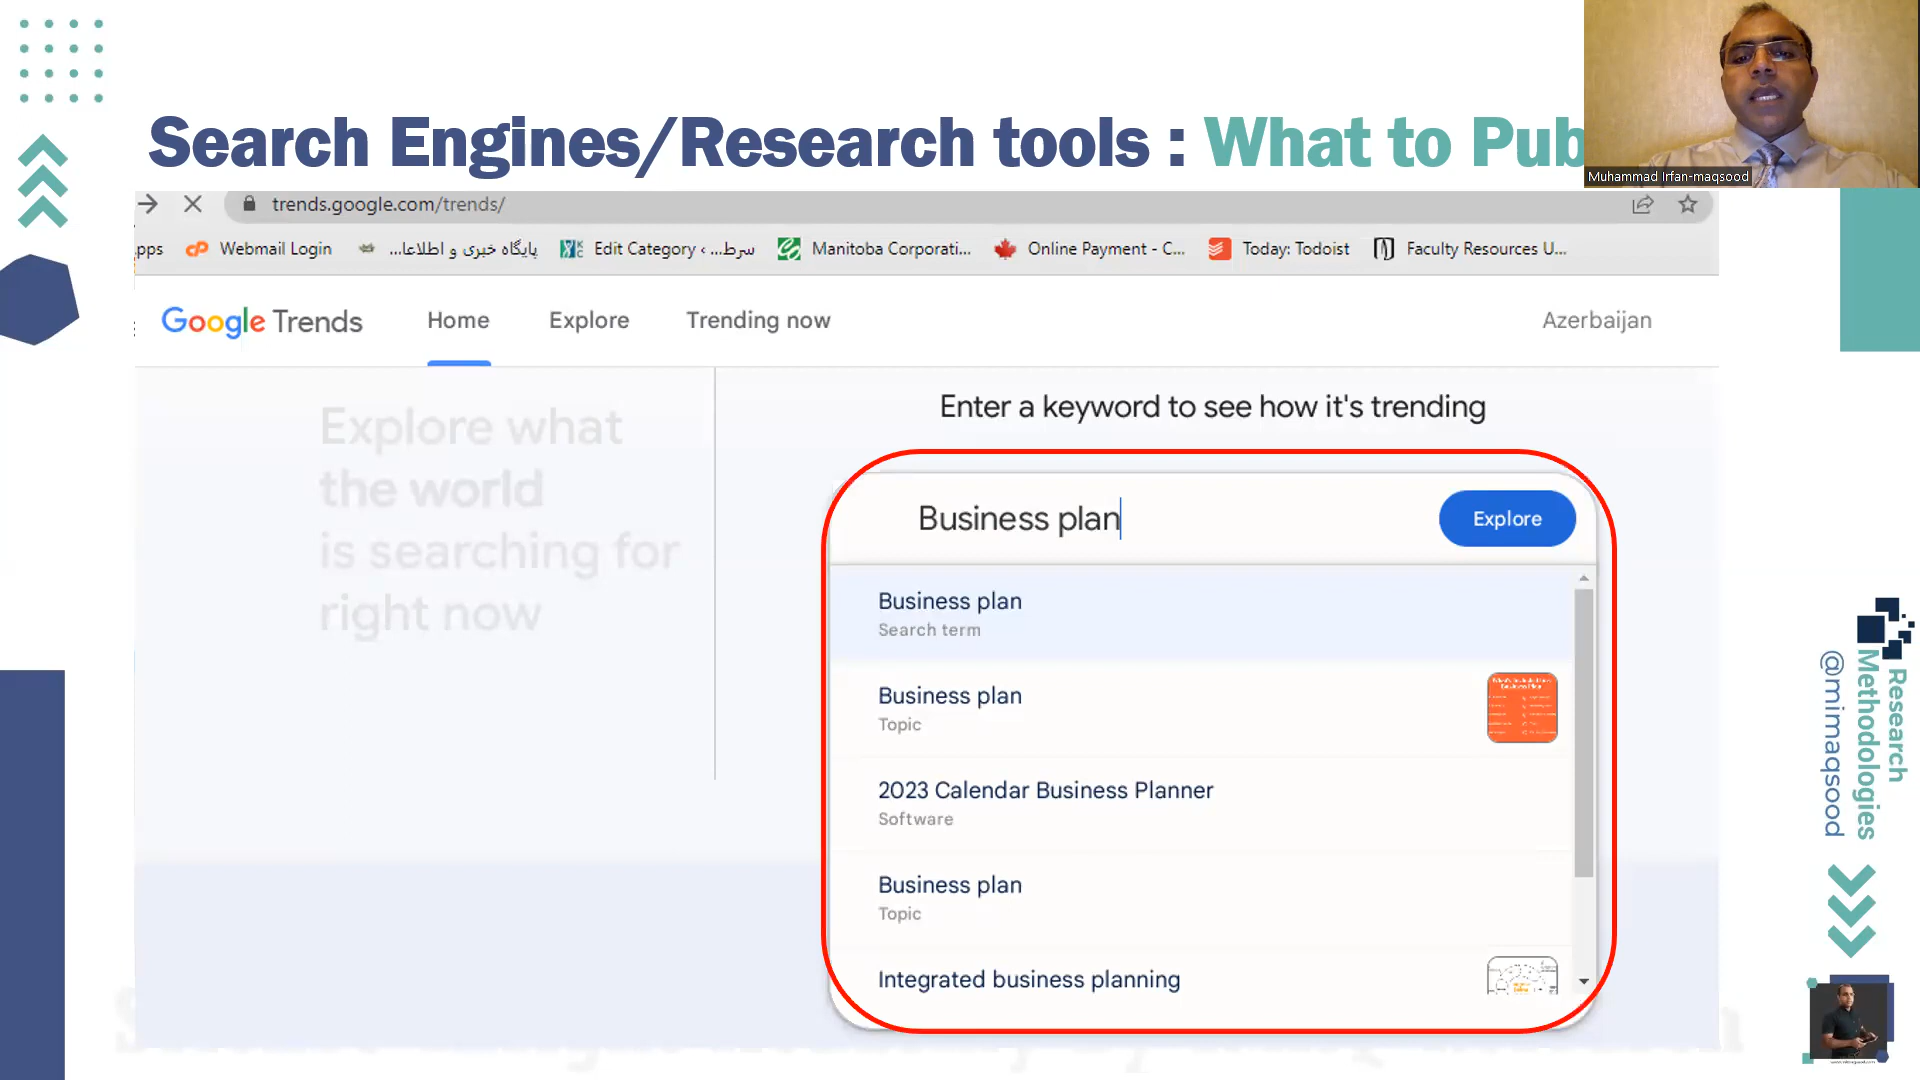 Search Engines/Research tools : What to Pub
Muhammad Irfan-maqsood
trends.google.com/trends/
pps Webmail Login پایگاه خبری و اطلاعا... Edit Category ‹ سرط... Manitoba Corporati... Online Payment - C... Today: Todoist Faculty Resources U...
Google Trends Home Explore Trending now Azerbaijan
Explore what
the world
is searching for
right now
Enter a keyword to see how it's trending
Business plan Explore
Business plan
Search term
Business plan
Topic
2023 Calendar Business Planner
Software
Business plan
Topic
Integrated business planning
Research
Methodologies
@mimaqsood